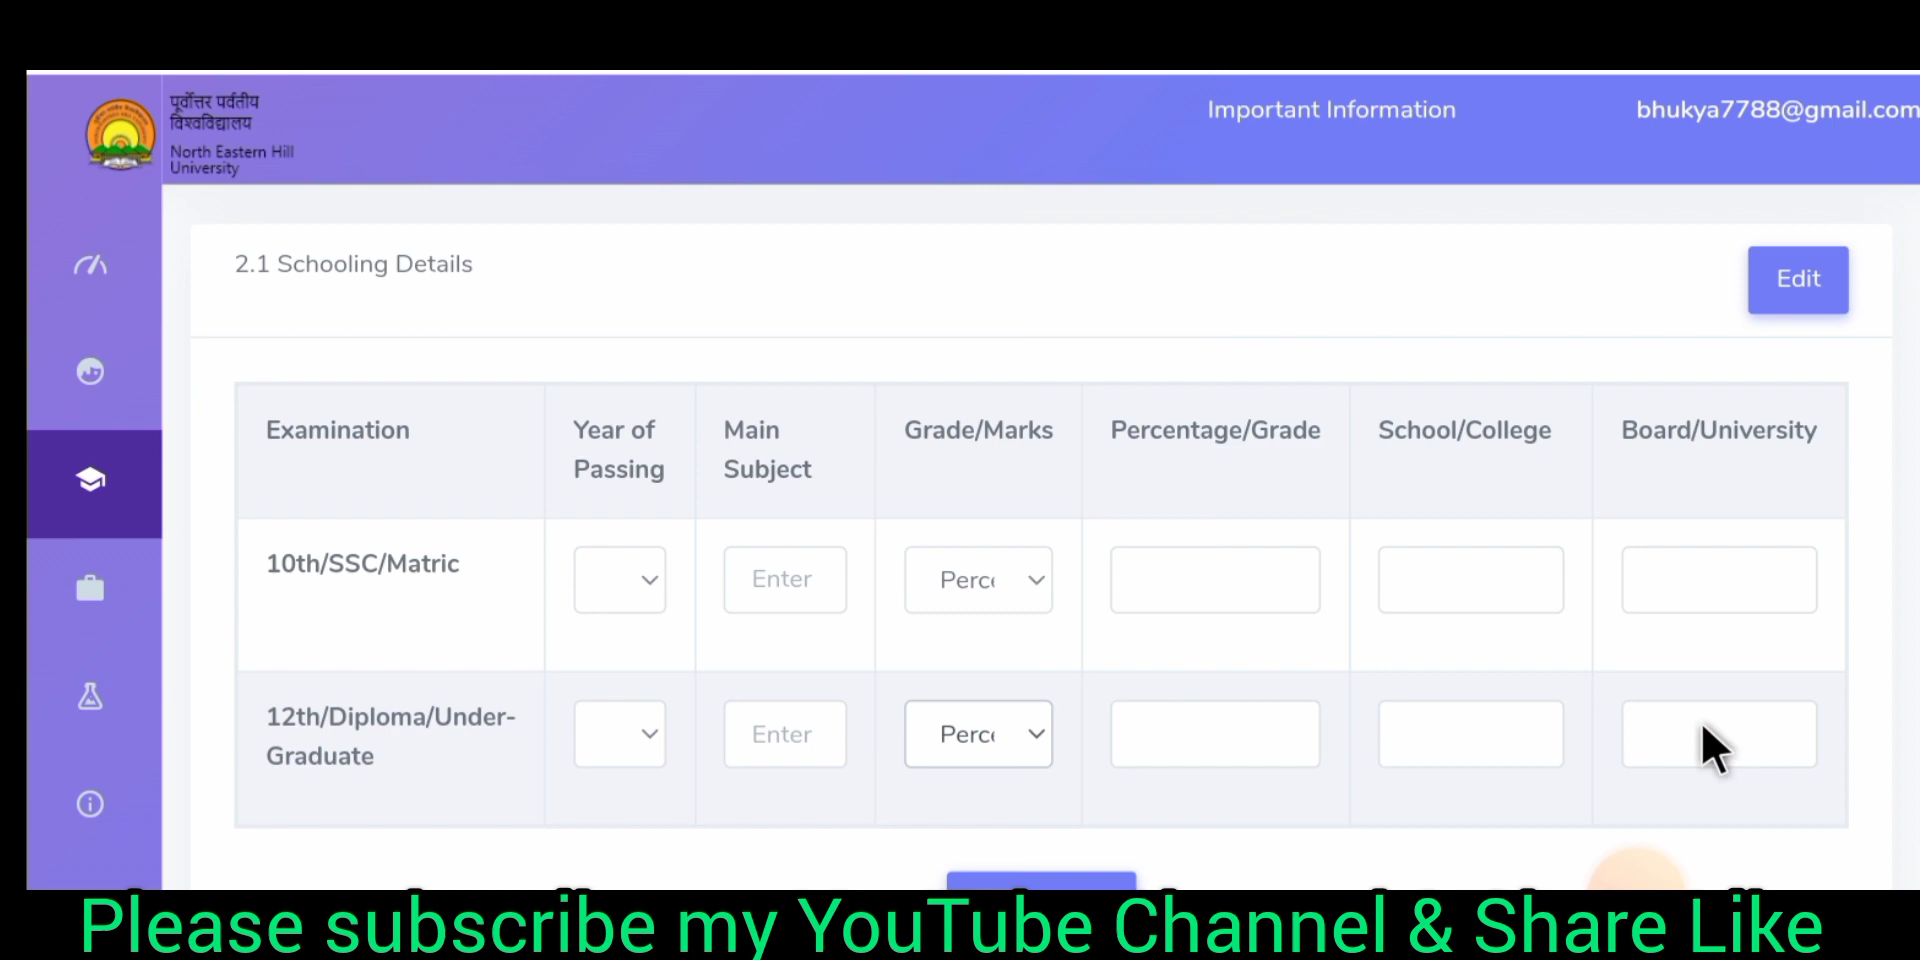 पूर्वोत्तर पर्वतीय
विश्वविद्यालय
North Eastern Hill
University
Important Information
bhukya7788@gmail.com
2.1 Schooling Details
Edit
Examination
Year of
Passing
Main
Subject
Grade/Marks
Percentage/Grade
School/College
Board/University
10th/SSC/Matric
Enter
Perce
12th/Diploma/Under-
Graduate
Enter
Perce
Please subscribe my YouTube Channel & Share Like